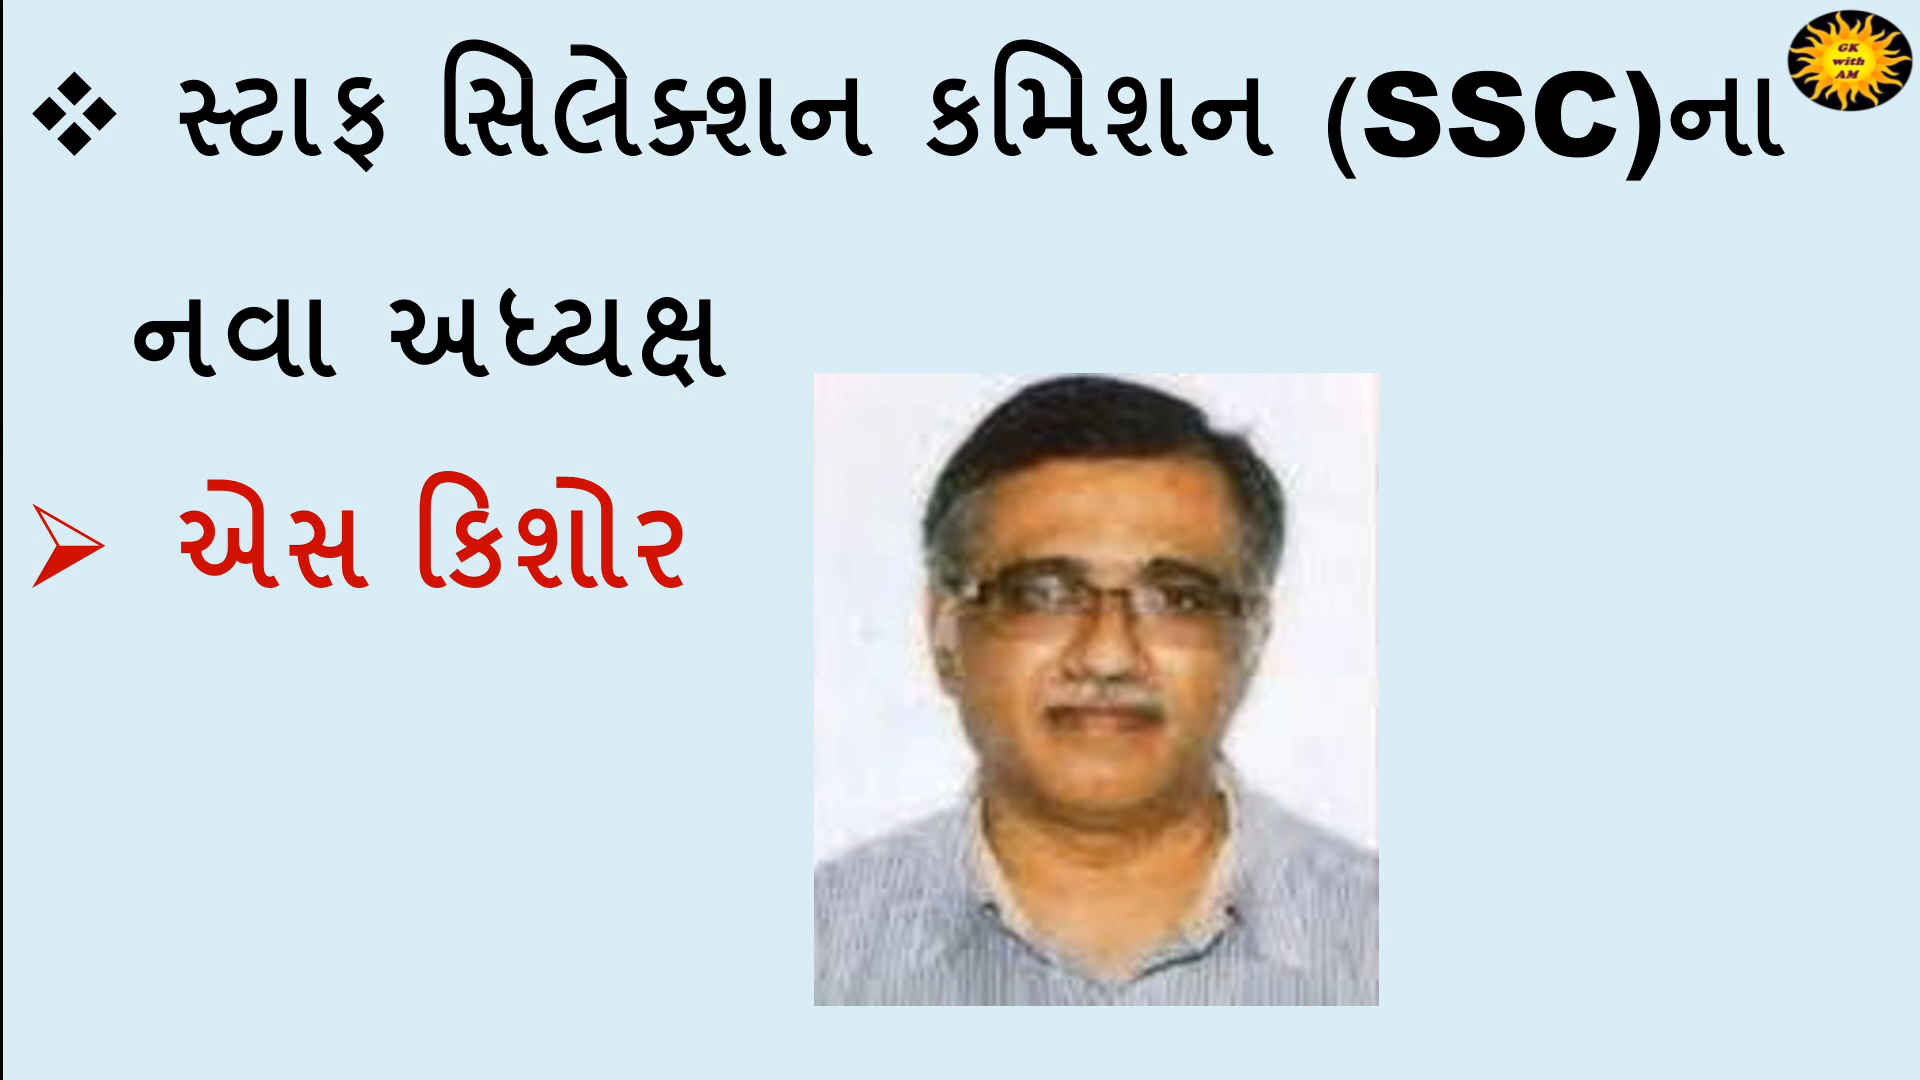 ❖ સ્ટાફ સિલેક્શન કમિશન (SSC)ના
નવા અધ્યક્ષ
➢ એસ કિશોર
GK
with
AM